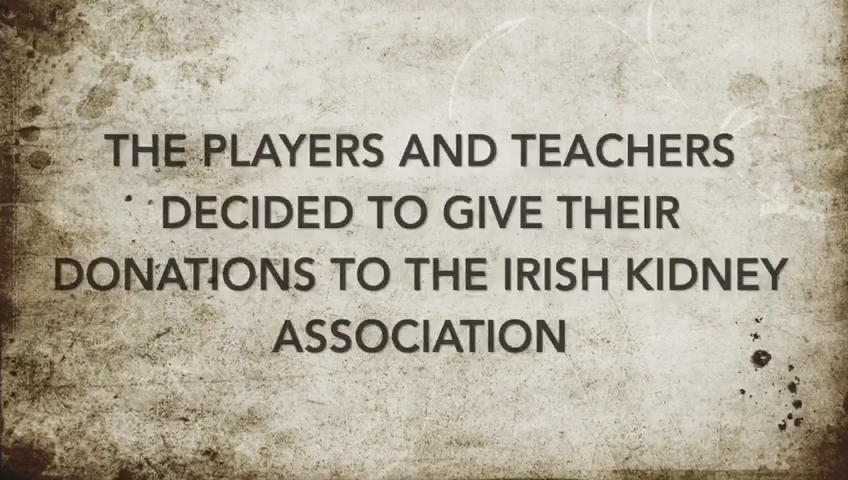 THE PLAYERS AND TEACHERS
DECIDED TO GIVE THEIR
DONATIONS TO THE IRISH KIDNEY
ASSOCIATION